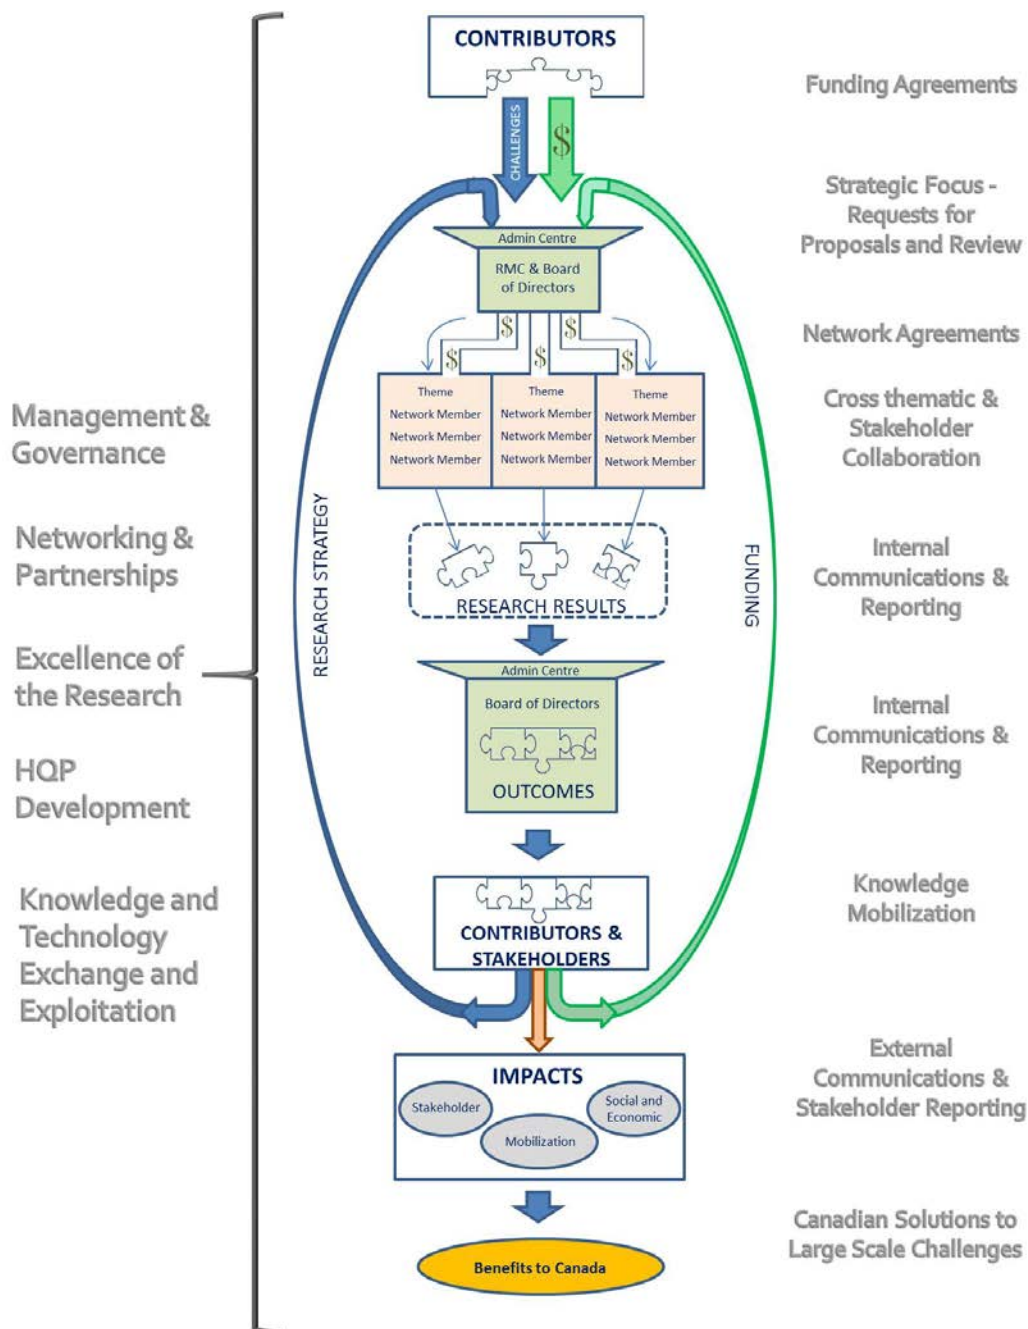 CONTRIBUTORS
CHALLENGES
$
Admin Centre
RMC & Board
of Directors
$
$
$
$
$
Theme
Network Member
Network Member
Network Member
Theme
Network Member
Network Member
Network Member
Theme
Network Member
Network Member
Network Member
RESEARCH RESULTS
RESEARCH STRATEGY
FUNDING
Admin Centre
Board of Directors
OUTCOMES
CONTRIBUTORS &
STAKEHOLDERS
IMPACTS
Stakeholder
Mobilization
Social and
Economic
Benefits to Canada
Management &
Governance
Networking &
Partnerships
Excellence of
the Research
HQP
Development
Knowledge and
Technology
Exchange and
Exploitation
Funding Agreements
Strategic Focus -
Requests for
Proposals and Review
Network Agreements
Cross thematic &
Stakeholder
Collaboration
Internal
Communications &
Reporting
Internal
Communications &
Reporting
Knowledge
Mobilization
External
Communications &
Stakeholder Reporting
Canadian Solutions to
Large Scale Challenges